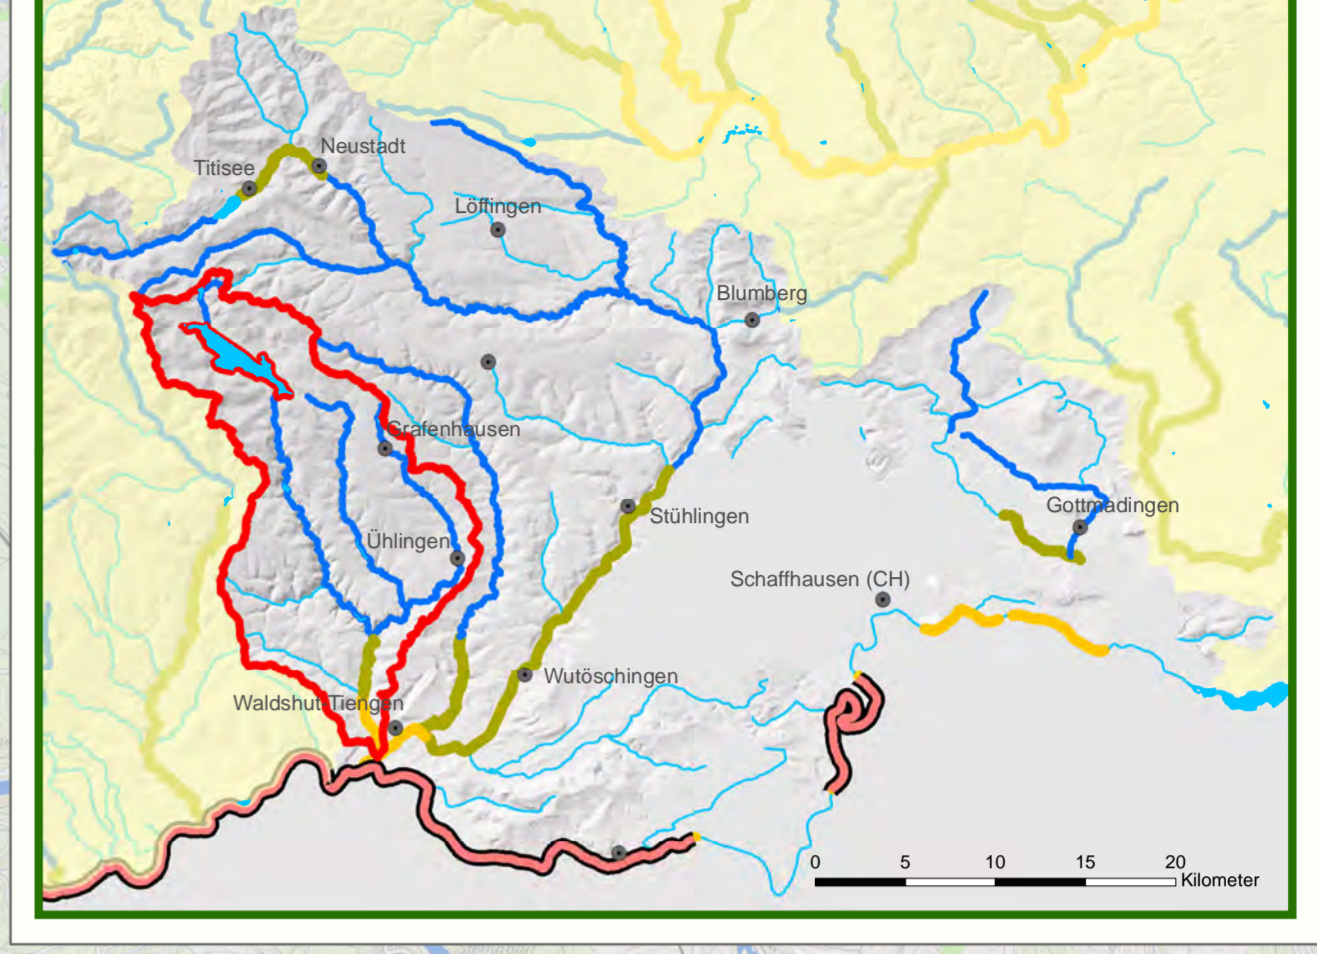 Neustadt
Titisee
Löffingen
Blumberg
Grafenhausen
Gottmadingen
Stühlingen
Ühlingen
Schaffhausen (CH)
Wutöschingen
Waldshut-Tiengen
0 5 10 15 20
Kilometer